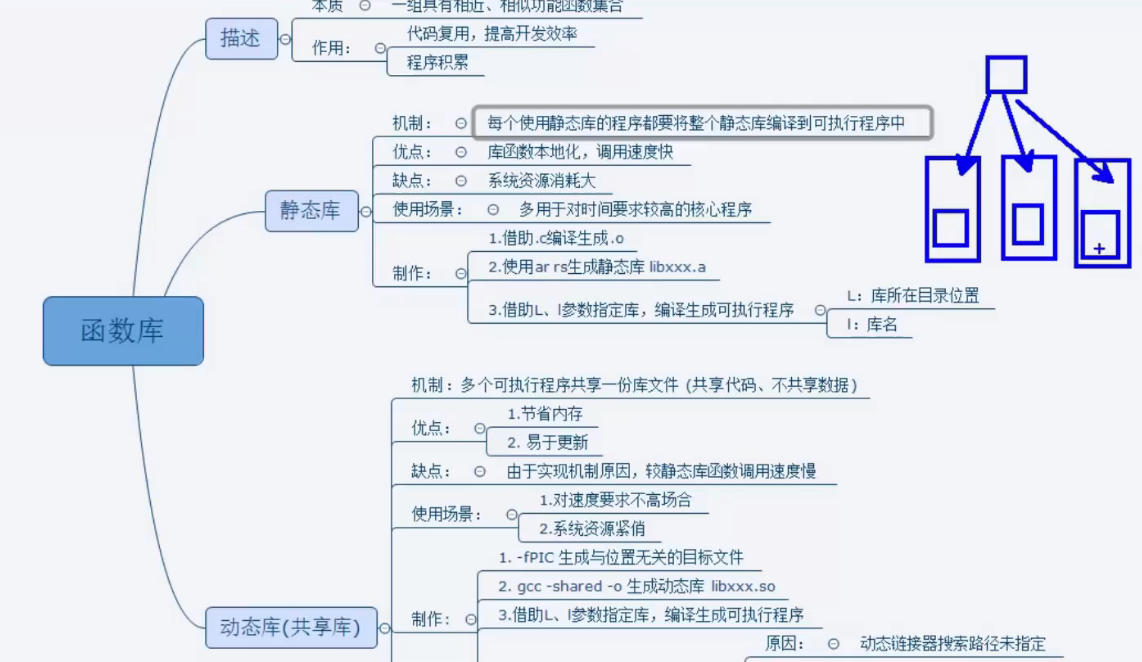 本质
一组具有相近、相似功能函数集合
描述
作用：
代码复用，提高开发效率
程序积累
机制：
每个使用静态库的程序都要将整个静态库编译到可执行程序中
优点：
库函数本地化，调用速度快
缺点：
系统资源消耗大
静态库
使用场景：
多用于对时间要求较高的核心程序
制作：
1.借助.c编译生成.o
2.使用ar rs生成静态库 libxxx.a
3.借助L、l参数指定库，编译生成可执行程序
L：库所在目录位置
l：库名
函数库
机制：多个可执行程序共享一份库文件 (共享代码、不共享数据)
优点：
1.节省内存
2. 易于更新
缺点：
由于实现机制原因，较静态库函数调用速度慢
使用场景：
1.对速度要求不高场合
2.系统资源紧俏
动态库(共享库)
制作：
1. -fPIC 生成与位置无关的目标文件
2. gcc -shared -o 生成动态库 libxxx.so
3.借助L、l参数指定库，编译生成可执行程序
原因：
动态链接器搜索路径未指定